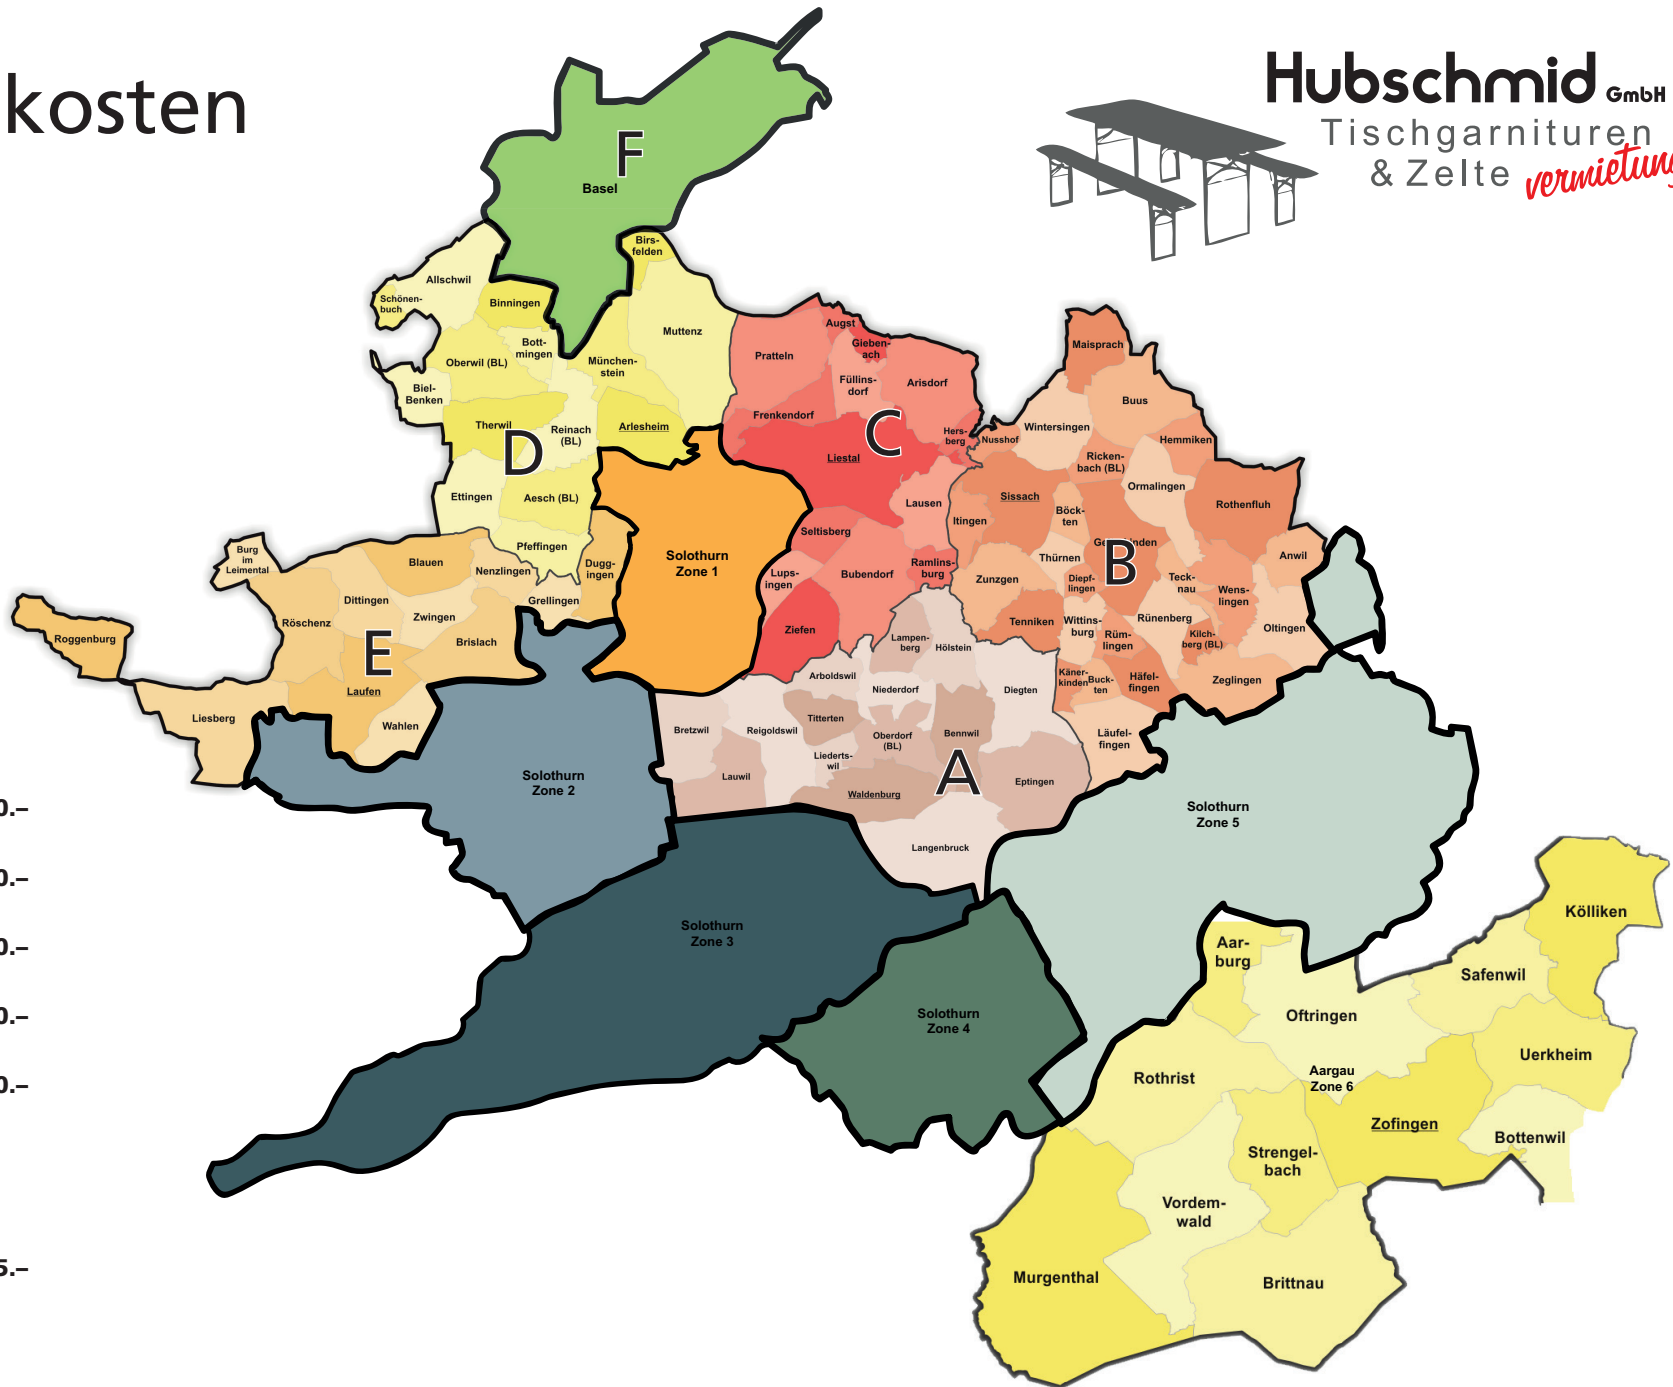 kosten
Hubschmid GmbH
Tischgarnituren
& Zelte vermietung
F
Basel
Birs-
felden
Allschwil
Schönen-
buch
Binningen
Muttenz
Bott-
mingen
Oberwil (BL)
München-
stein
Biel-
Benken
Therwil
D
Reinach
(BL)
Arlesheim
Ettingen
Aesch (BL)
Pfeffingen
Augst
Gieben-
ach
Pratteln
Füllins-
dorf
Arisdorf
Frenkendorf
C
Hers-
berg
Liestal
Lausen
Seltisberg
Bubendorf
Ramlins-
burg
Lups-
ingen
Ziefen
Maisprach
Buus
Wintersingen
Nusshof
Hemmiken
Ricken-
bach (BL)
Ormalingen
Sissach
Rothenfluh
Itingen
Böck-
ten
Anwil
Thürnen
B
Zunzgen
Diepf-
lingen
Teck-
nau
Wens-
lingen
Tenniken
Wittins-
burg
Rünenberg
Oltingen
Rüm-
lingen
Kilch-
berg (BL)
Känер-
kinden
Buck-
ten
Häfel-
fingen
Zeglingen
Läufel-
fingen
Burg
im
Leimental
Blauen
Nenzlingen
Dugg-
ingen
Grellingen
Dittingen
Zwingen
Röschenz
Brislach
Roggenburg
E
Laufen
Liesberg
Wahlen
Solothurn
Zone 1
Lampen-
berg
Hölstein
Arboldswil
Niederdorf
Diegten
Titterten
Bretzwil
Reigoldswil
Oberdorf
(BL)
Bennwil
Liederts-
wil
Lauwil
A
Eptingen
Waldenburg
Langenbruck
Solothurn
Zone 2
Solothurn
Zone 5
Solothurn
Zone 3
Solothurn
Zone 4
Kölliken
Aar-
burg
Safenwil
Oftringen
Uerkheim
Aargau
Zone 6
Rothrist
Zofingen
Bottenwil
Strengel-
bach
Vordem-
wald
Murgenthal
Brittnau
0.–
0.–
0.–
0.–
0.–
5.–